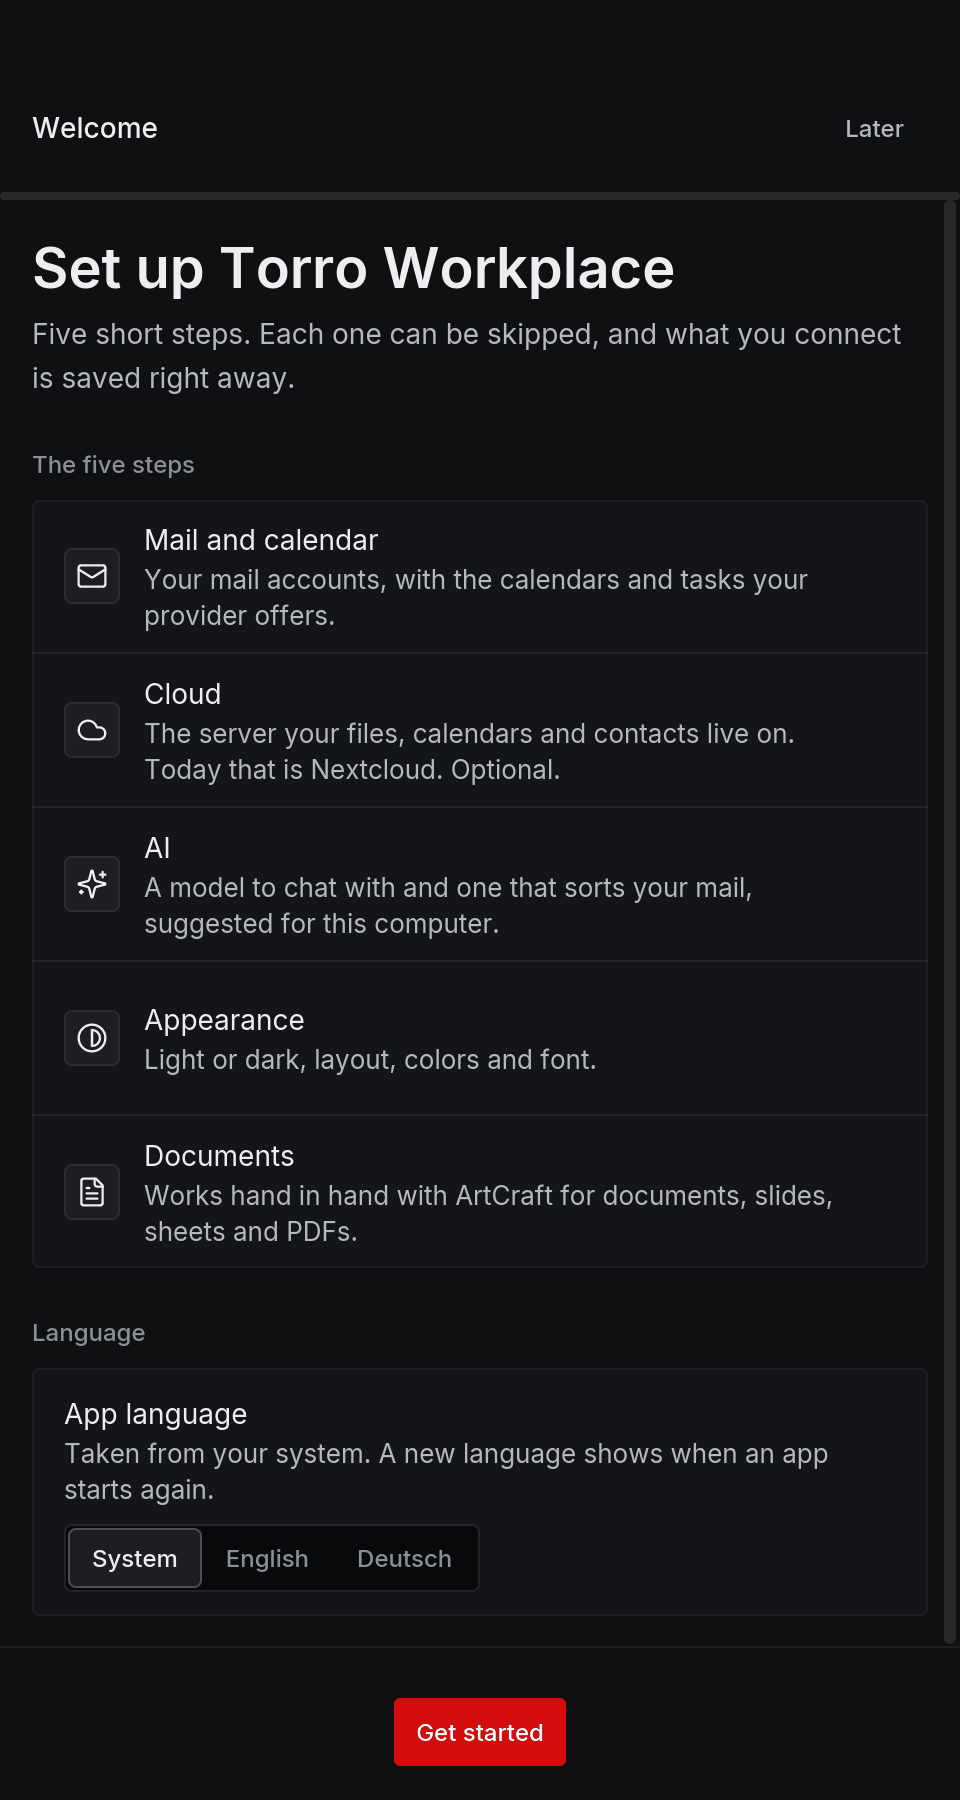 Welcome
Later
Set up Torro Workplace
Five short steps. Each one can be skipped, and what you connect
is saved right away.
The five steps
Mail and calendar
Your mail accounts, with the calendars and tasks your
provider offers.
Cloud
The server your files, calendars and contacts live on.
Today that is Nextcloud. Optional.
AI
A model to chat with and one that sorts your mail,
suggested for this computer.
Appearance
Light or dark, layout, colors and font.
Documents
Works hand in hand with ArtCraft for documents, slides,
sheets and PDFs.
Language
App language
Taken from your system. A new language shows when an app
starts again.
System
English
Deutsch
Get started